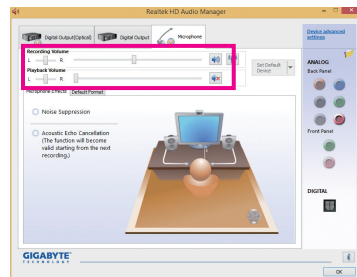 Realtek HD Audio Manager
Digital Output(Optical)
Digital Output
Microphone
Device advanced
settings
Recording Volume
L
R
Set Default
Device
Playback Volume
L
R
Microphone Effects
Default Format
Noise Suppression
Acoustic Echo Cancellation
(The function will become
valid starting from the next
recording.)
ANALOG
Back Panel
Front Panel
DIGITAL
GIGABYTE™
TECHNOLOGY
i
OK